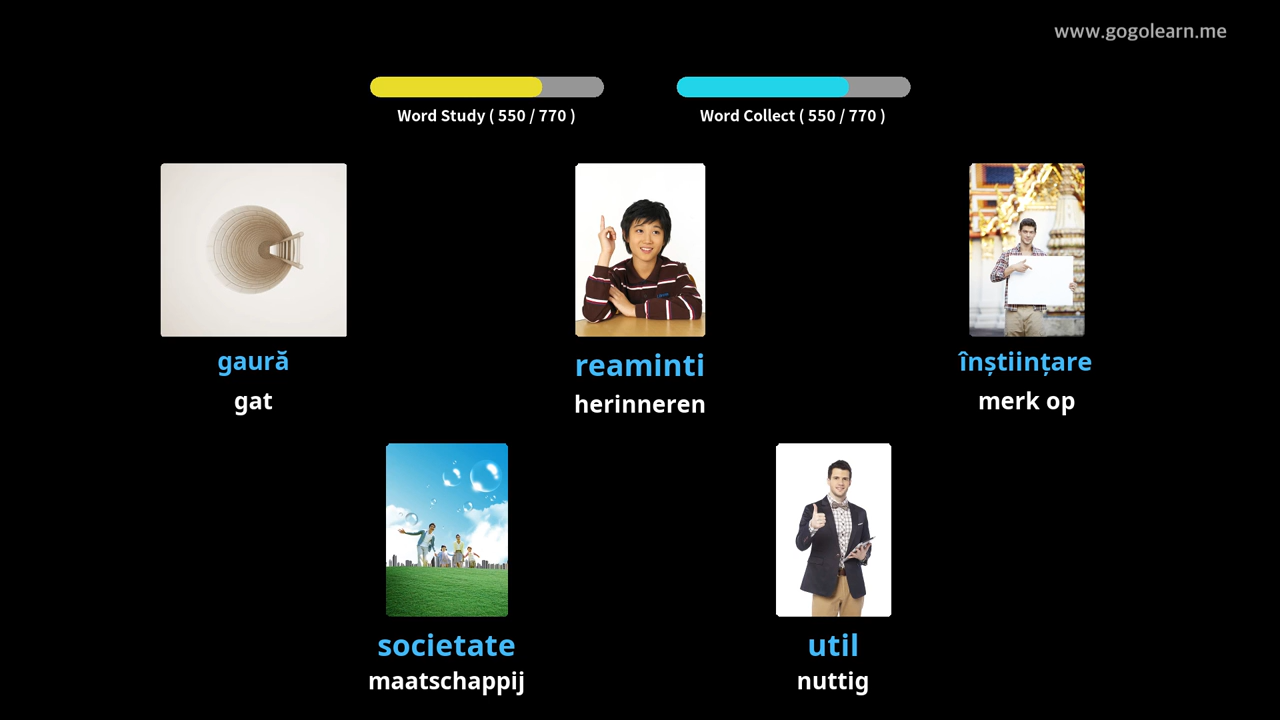 www.gogolearn.me
Word Study ( 550 / 770 )
Word Collect ( 550 / 770 )
gaură
gat
reaminti
herinneren
înștiințare
merk op
societate
maatschappij
util
nuttig